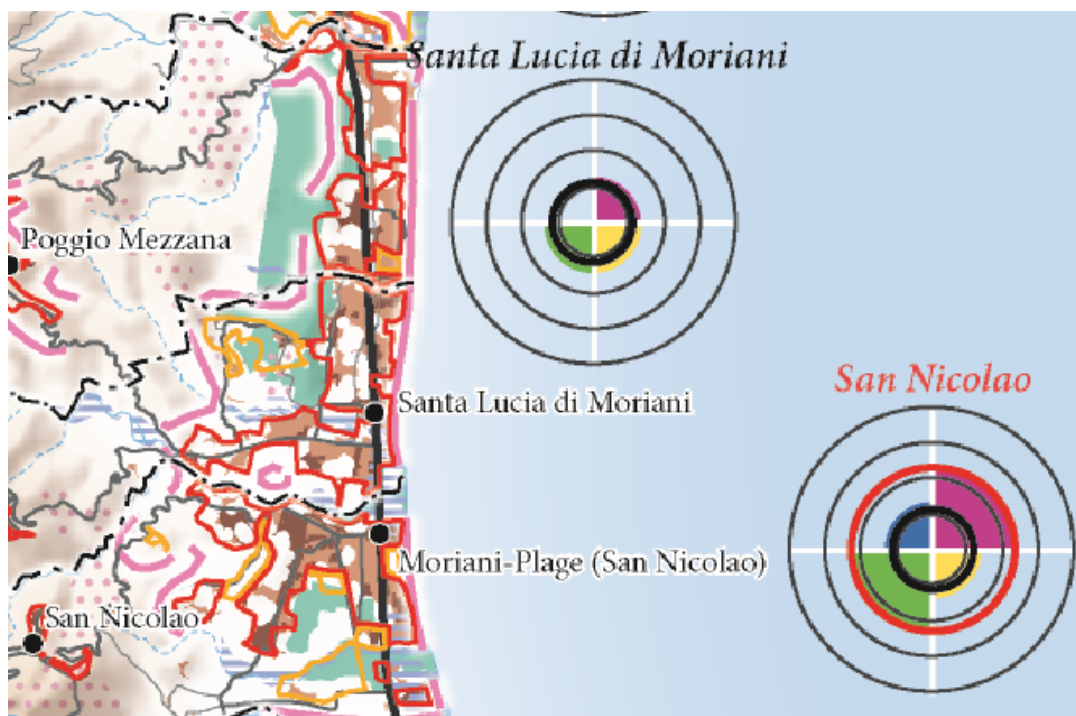 Santa Lucia di Moriani
Poggio Mezzana
San Nicolao
Santa Lucia di Moriani
Moriani-Plage (San Nicolao)
San Nicolao